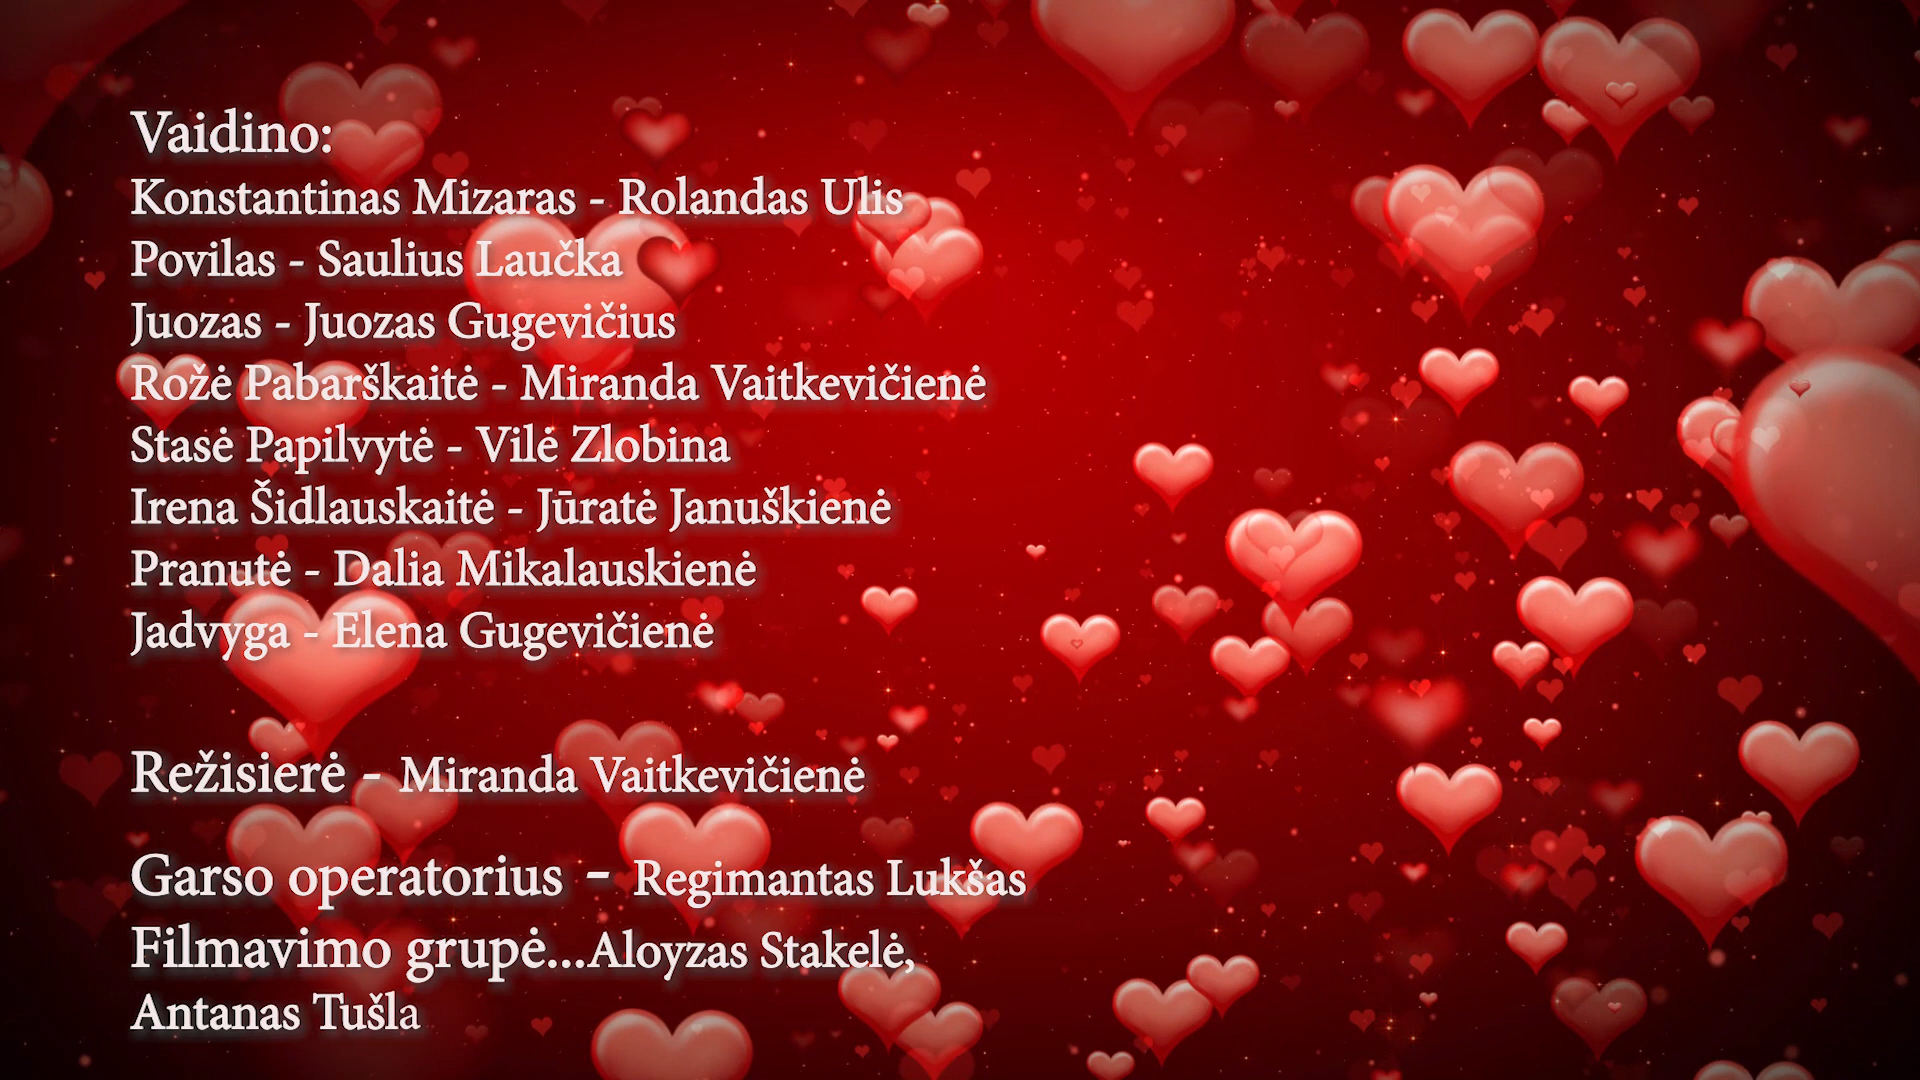 Vaidino:
Konstantinas Mizaras - Rolandas Ulis
Povilas - Saulius Laučka
Juozas - Juozas Gugevičius
Rožė Pabarškaitė - Miranda Vaitkevičienė
Stasė Papilvytė - Vilė Zlobina
Irena Šidlauskaitė - Jūratė Januškienė
Pranutė - Dalia Mikalauskienė
Jadvyga - Elena Gugevičienė
Režisierė - Miranda Vaitkevičienė
Garso operatorius - Regimantas Lukšas
Filmavimo grupė...Aloyzas Stakelė,
Antanas Tušla